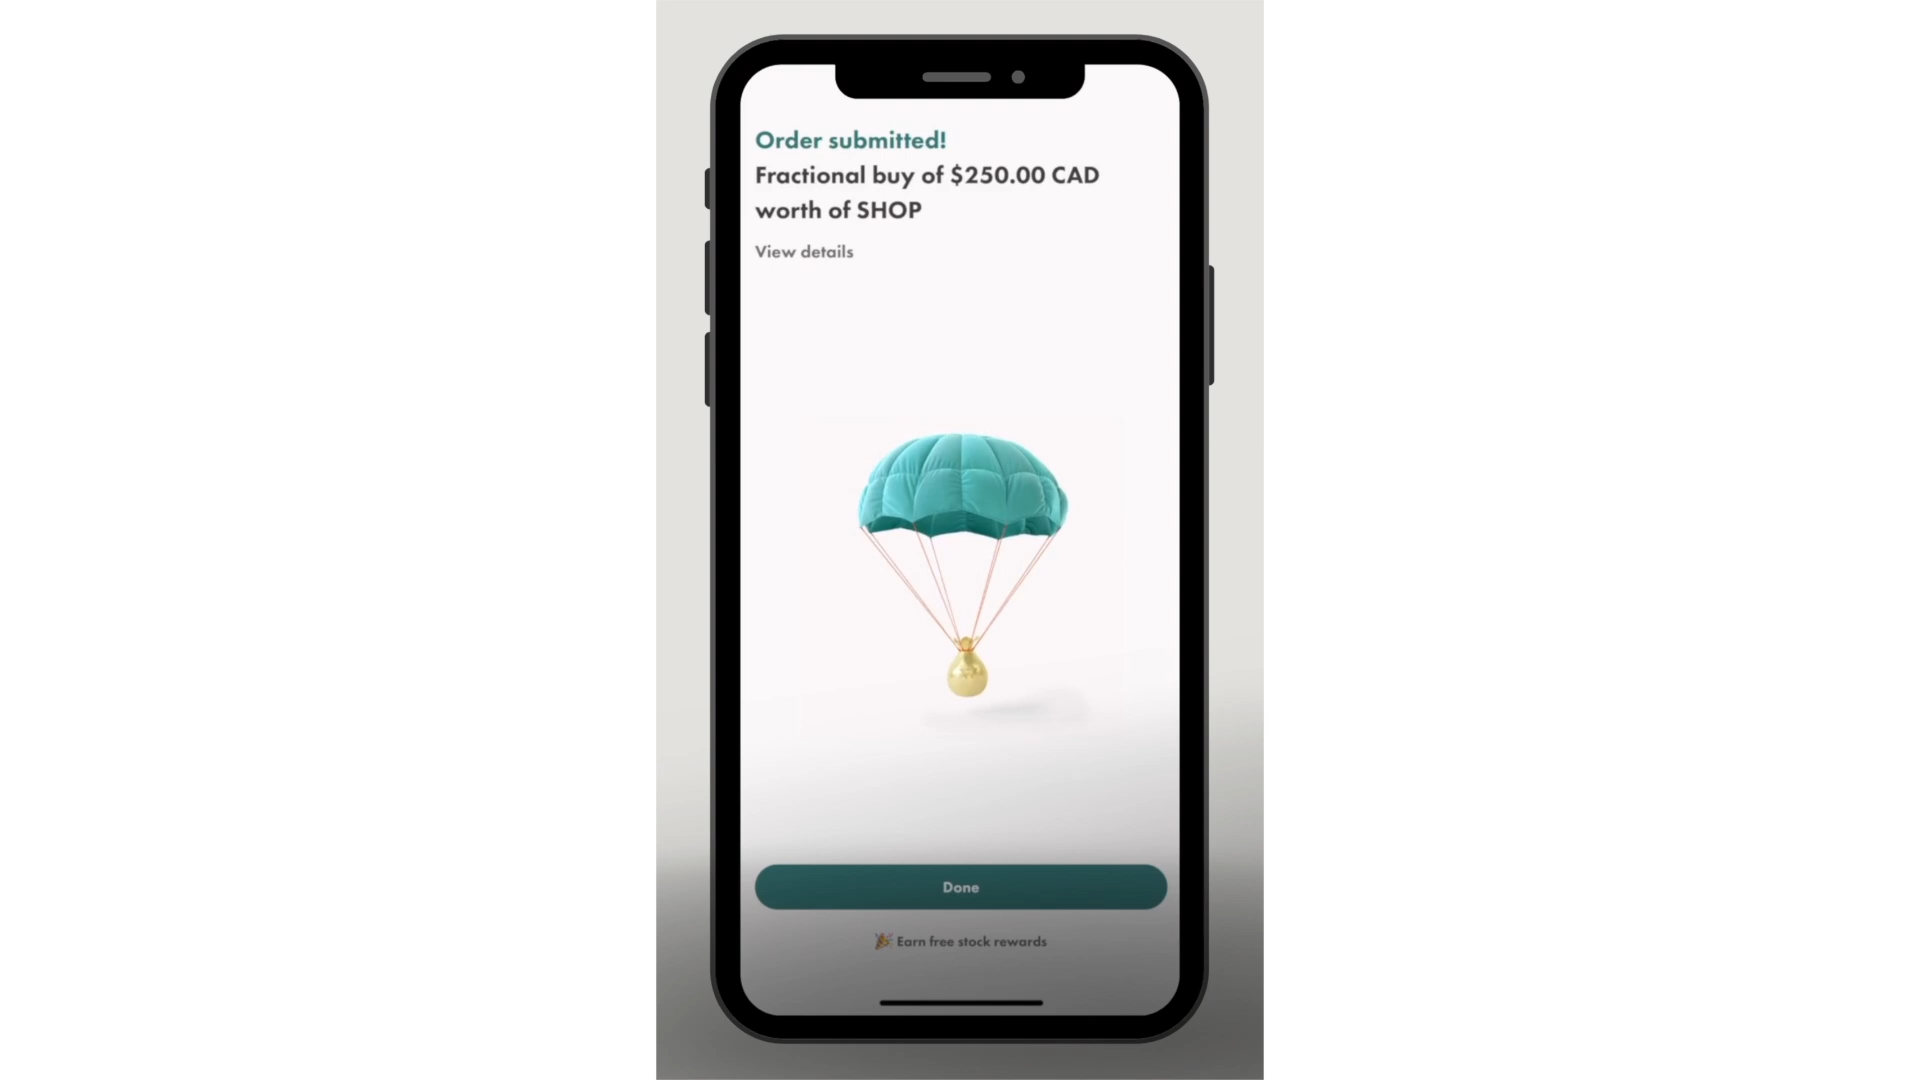 Order submitted!
Fractional buy of $250.00 CAD
worth of SHOP
View details
Done
🎉 Earn free stock rewards